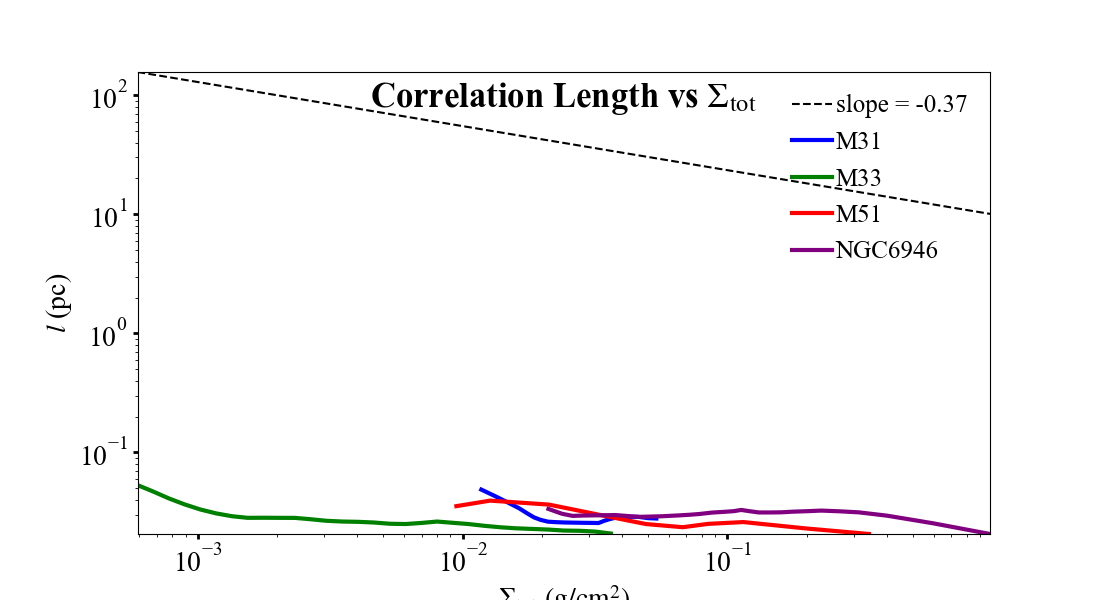 Correlation Length vs Σtot
slope = -0.37
M31
M33
M51
NGC6946
10²
10¹
10⁰
10⁻¹
l (pc)
10⁻³
10⁻²
10⁻¹
Σ (g/cm²)